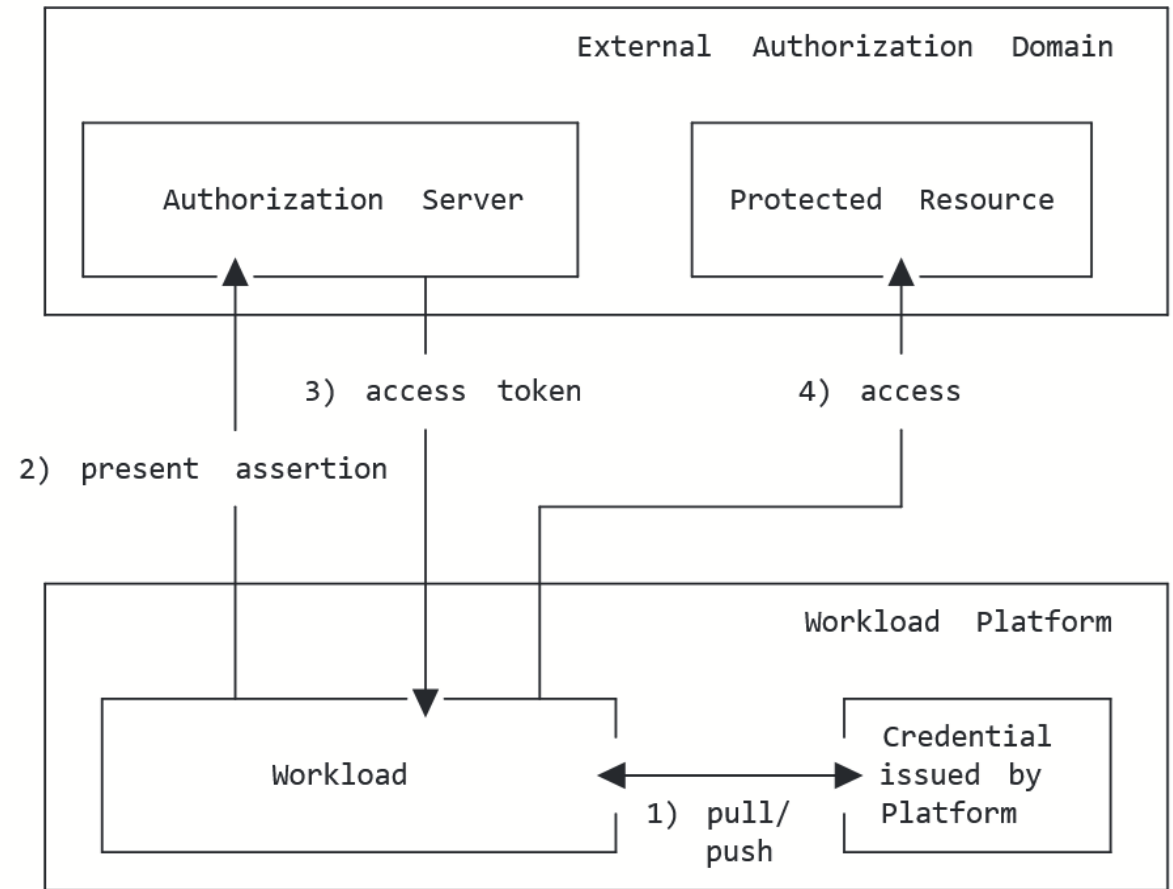 External Authorization Domain
Authorization Server
Protected Resource
3) access token
4) access
2) present assertion
Workload Platform
Workload
Credential
issued by
Platform
1) pull/
push